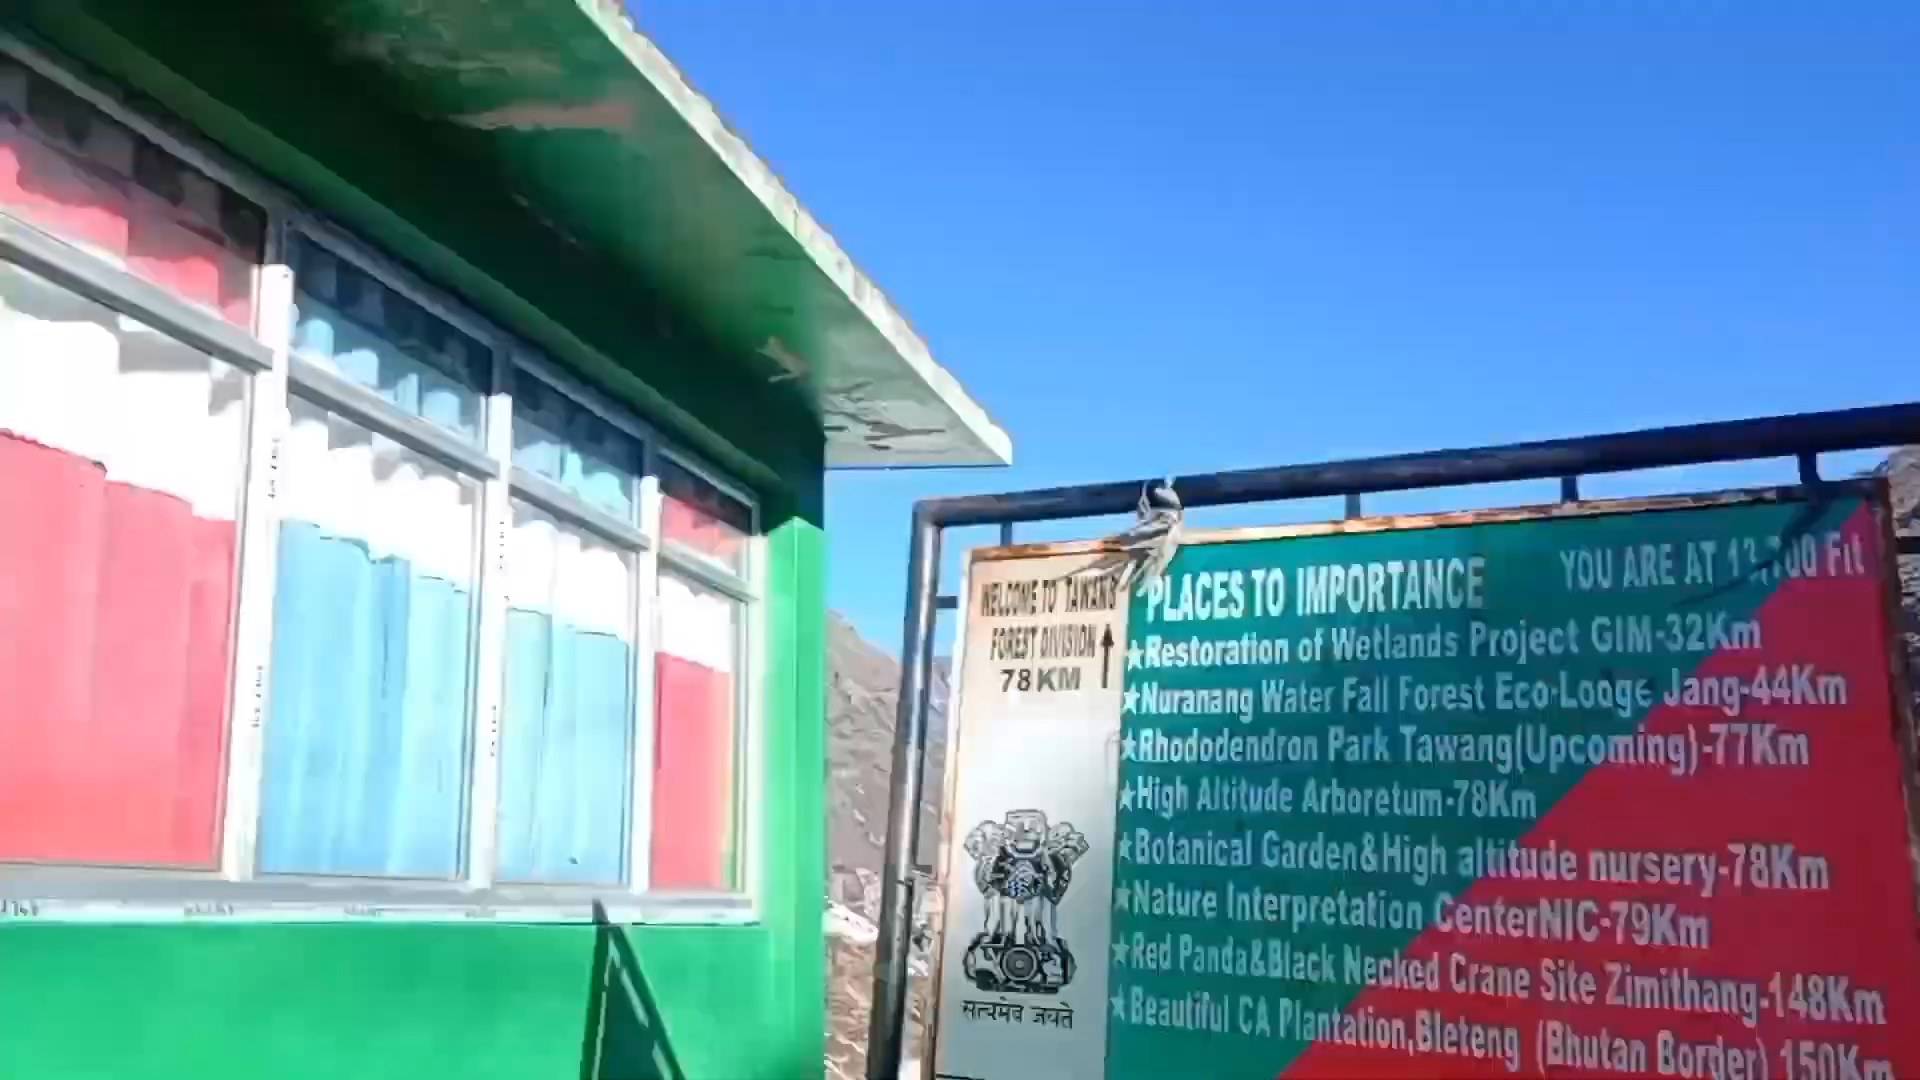 WELCOME TO TAWANG
FOREST DIVISION
78 KM
सत्यमेव जयते
PLACES TO IMPORTANCE
YOU ARE AT 13,700 Fit
★Restoration of Wetlands Project GIM-32Km
★Nuranang Water Fall Forest Eco-Lodge Jang-44Km
★Rhododendron Park Tawang(Upcoming)-77Km
★High Altitude Arboretum-78Km
★Botanical Garden&High altitude nursery-78Km
★Nature Interpretation CenterNIC-79Km
★Red Panda&Black Necked Crane Site Zimithang-148Km
★Beautiful CA Plantation,Bleteng (Bhutan Border) 150Km